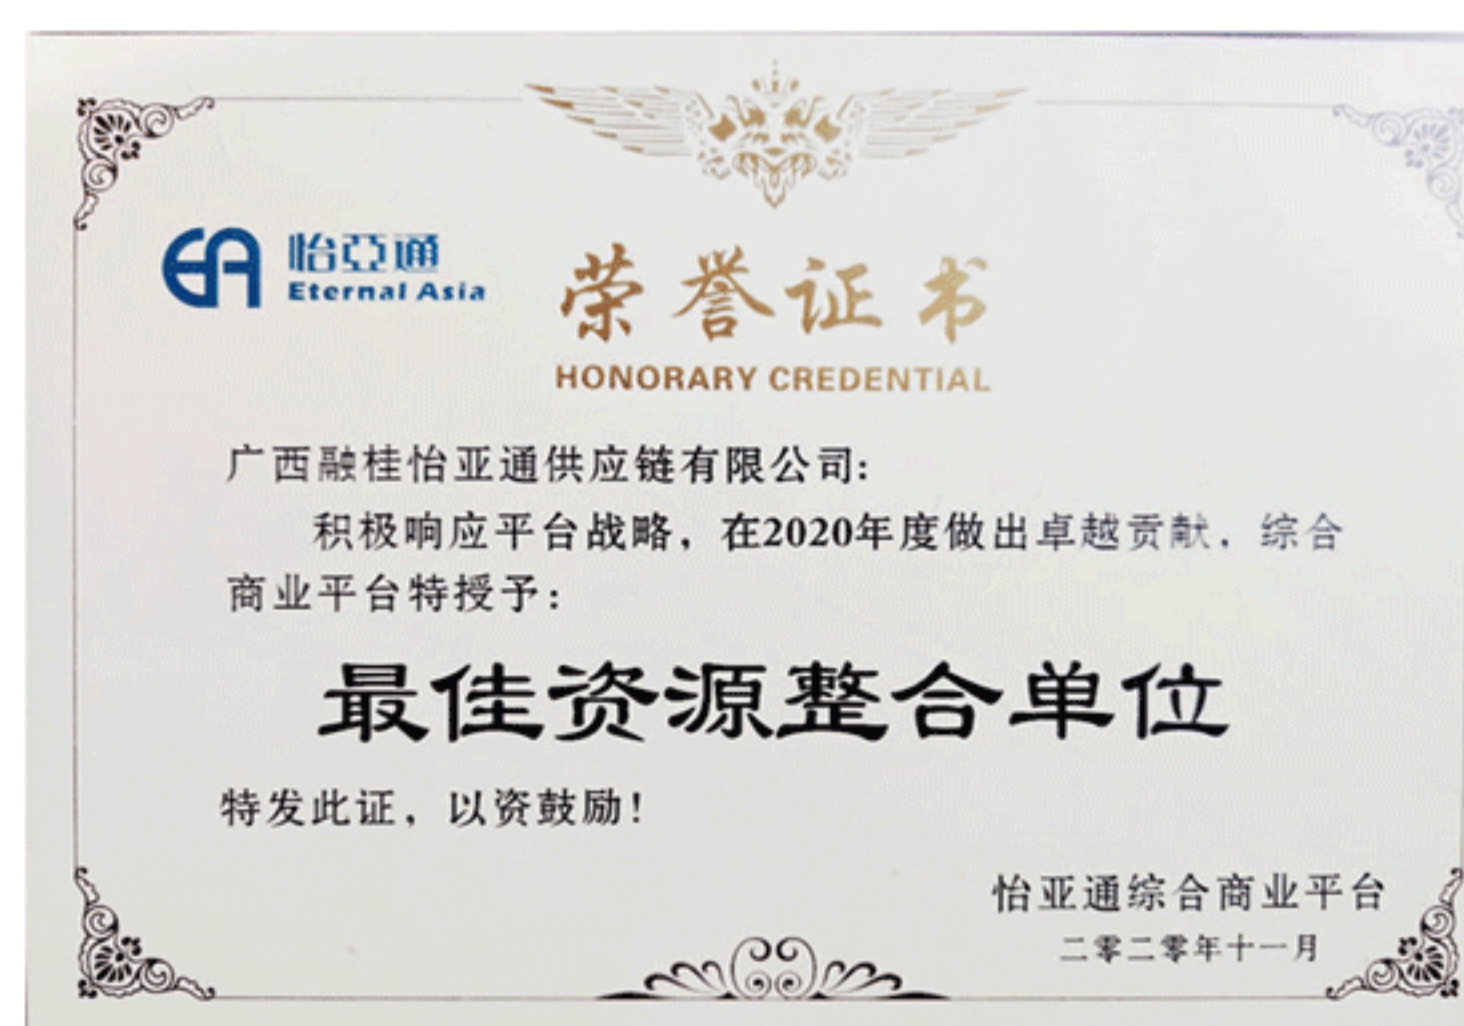 怡亞通
Eternal Asia
荣誉证书
HONORARY CREDENTIAL
广西融桂怡亚通供应链有限公司:
积极响应平台战略，在2020年度做出卓越贡献，综合
商业平台特授予:
最佳资源整合单位
特发此证，以资鼓励!
怡亚通综合商业平台
二零二零年十一月